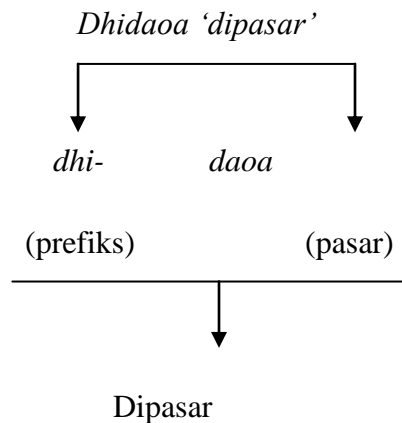 Dhidaoa ‘dipasar’
dhi- daoa
(prefiks) (pasar)
Dipasar